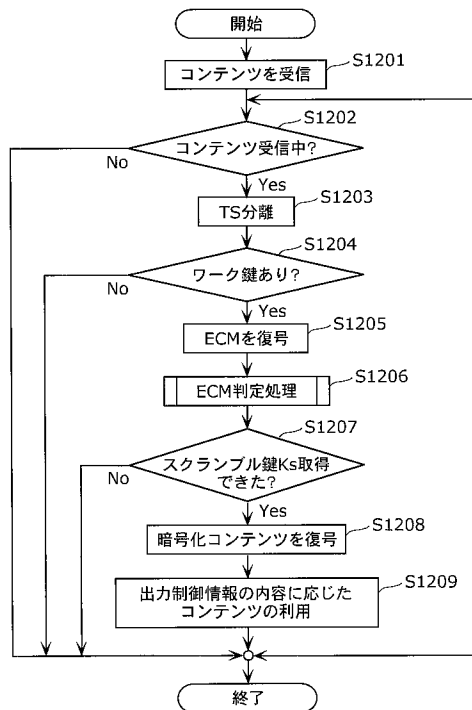 開始
コンテンツを受信
S1201
S1202
コンテンツ受信中?
No
Yes
TS分離
S1203
S1204
ワーク鍵あり?
No
Yes
ECMを復号
S1205
ECM判定処理
S1206
S1207
スクランブル鍵Ks取得
できた?
No
Yes
暗号化コンテンツを復号
S1208
出力制御情報の内容に応じた
コンテンツの利用
S1209
終了